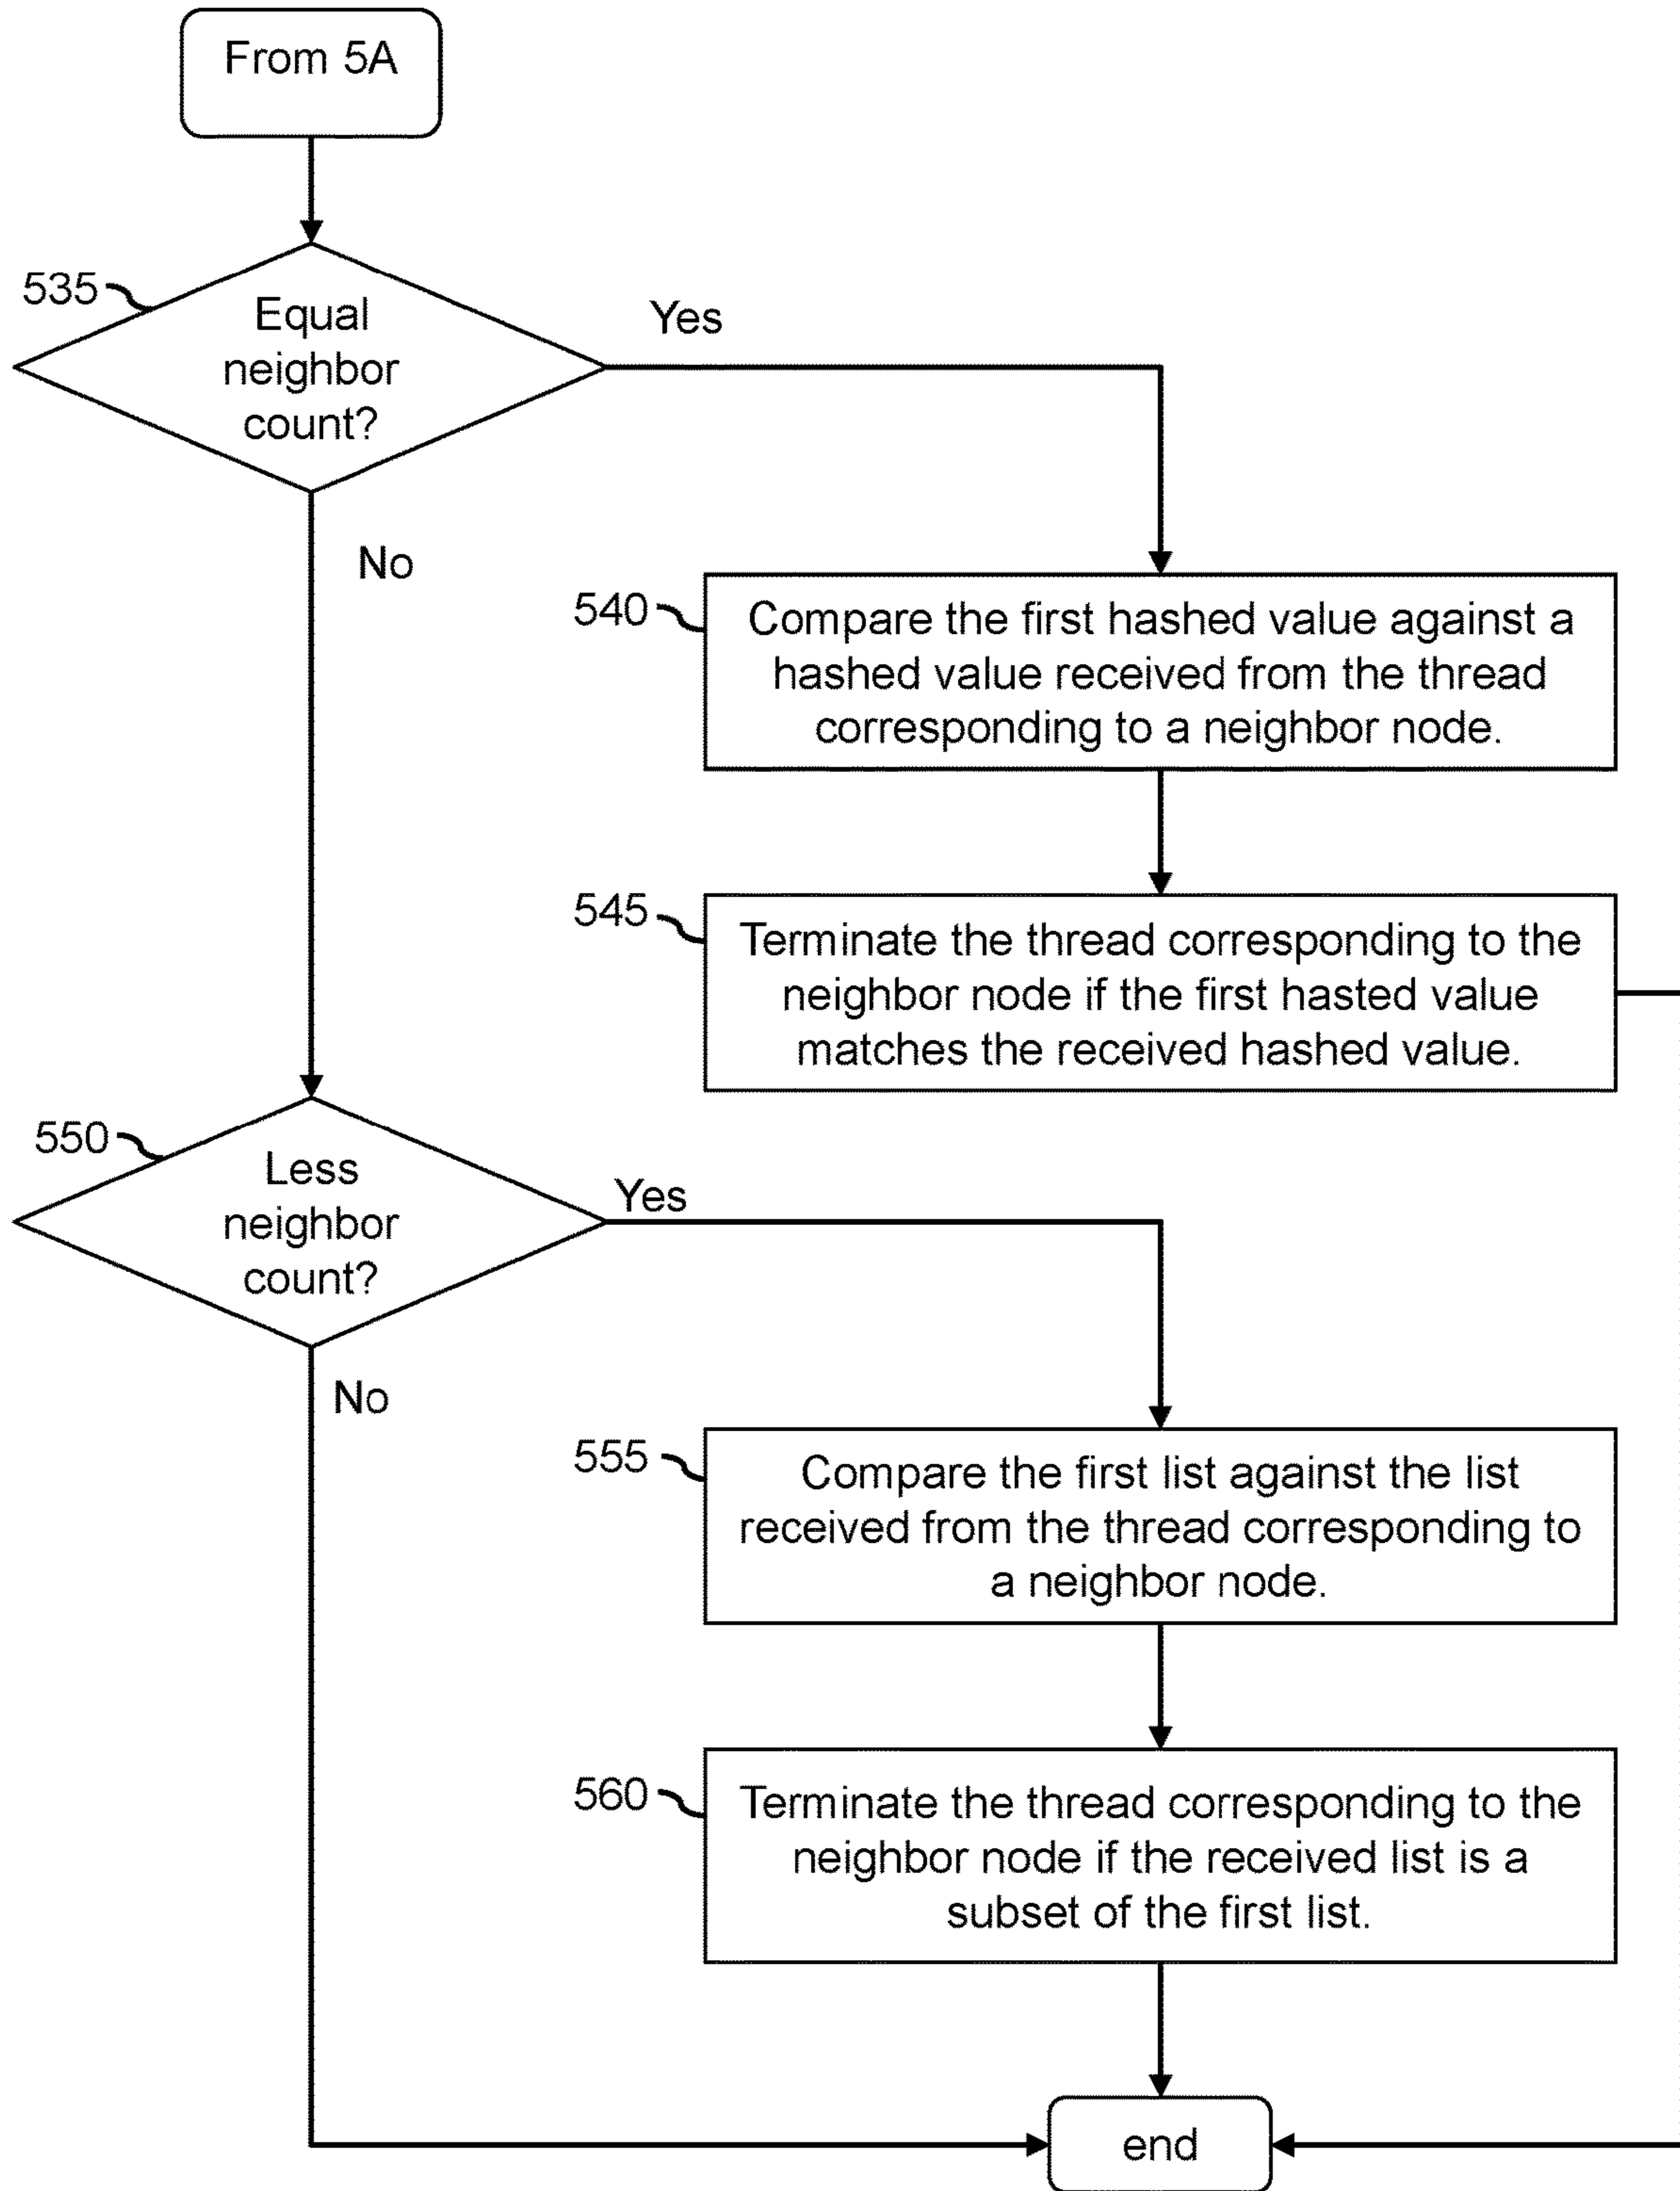 From 5A
535
Equal
neighbor
count?
Yes
No
540
Compare the first hashed value against a
hashed value received from the thread
corresponding to a neighbor node.
545
Terminate the thread corresponding to the
neighbor node if the first hasted value
matches the received hashed value.
550
Less
neighbor
count?
Yes
No
555
Compare the first list against the list
received from the thread corresponding to
a neighbor node.
560
Terminate the thread corresponding to the
neighbor node if the received list is a
subset of the first list.
end